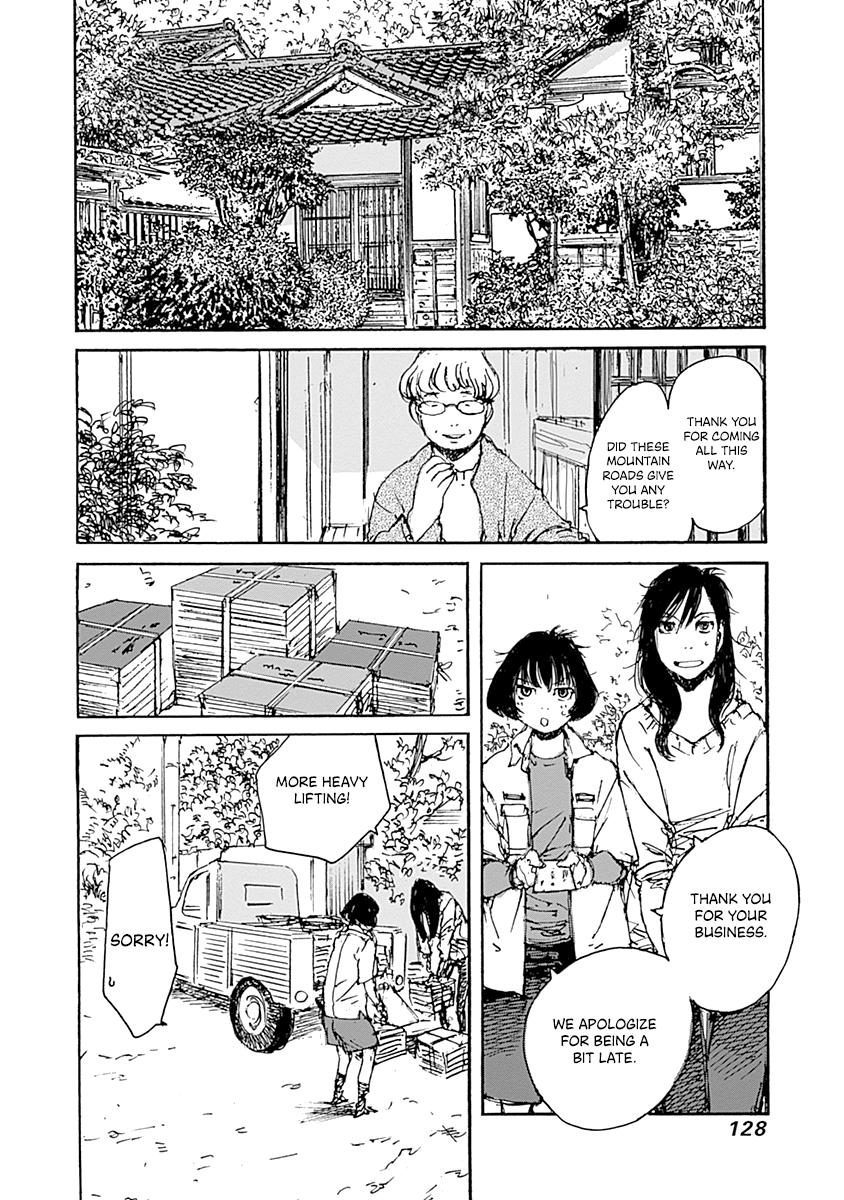 THANK YOU
FOR COMING
ALL THIS
WAY.
DID THESE
MOUNTAIN
ROADS GIVE
YOU ANY
TROUBLE?
THANK YOU
FOR YOUR
BUSINESS.
WE APOLOGIZE
FOR BEING A
BIT LATE.
MORE HEAVY
LIFTING!
SORRY!
128